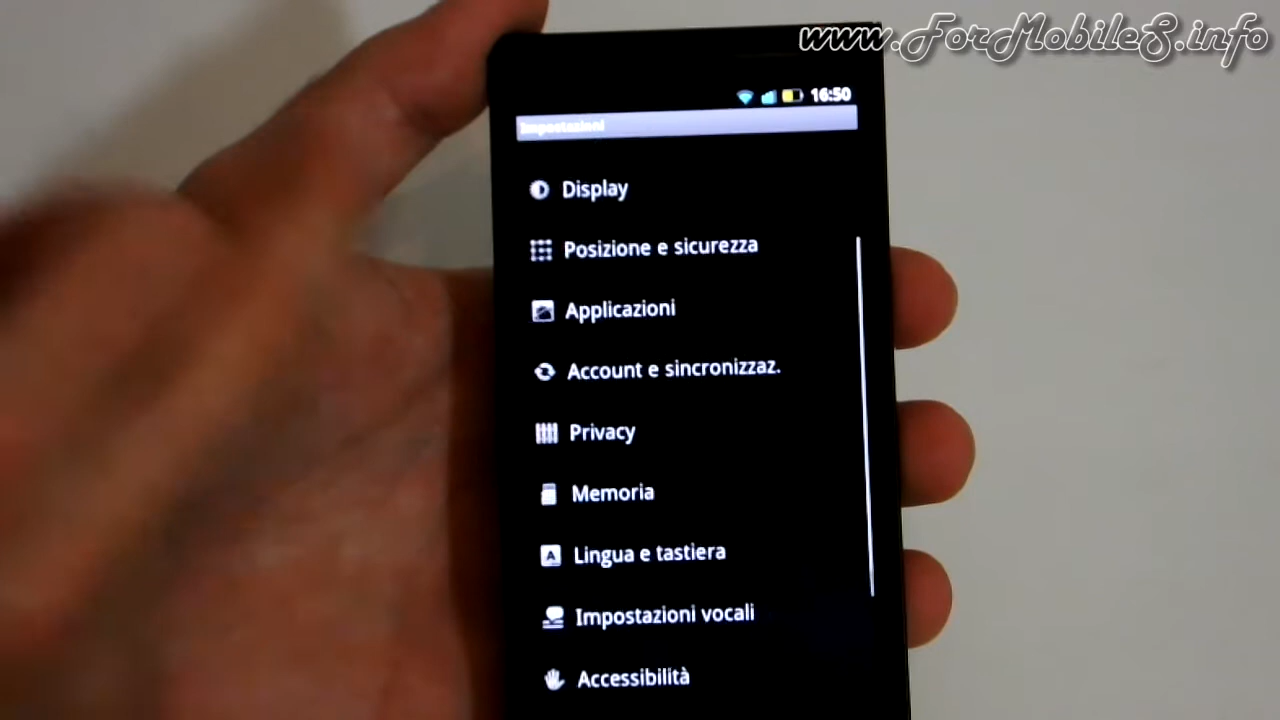 www.ForMobileS.info
16:50
Impostazioni
Display
Posizione e sicurezza
Applicazioni
Account e sincronizzaz.
Privacy
Memoria
Lingua e tastiera
Impostazioni vocali
Accessibilità